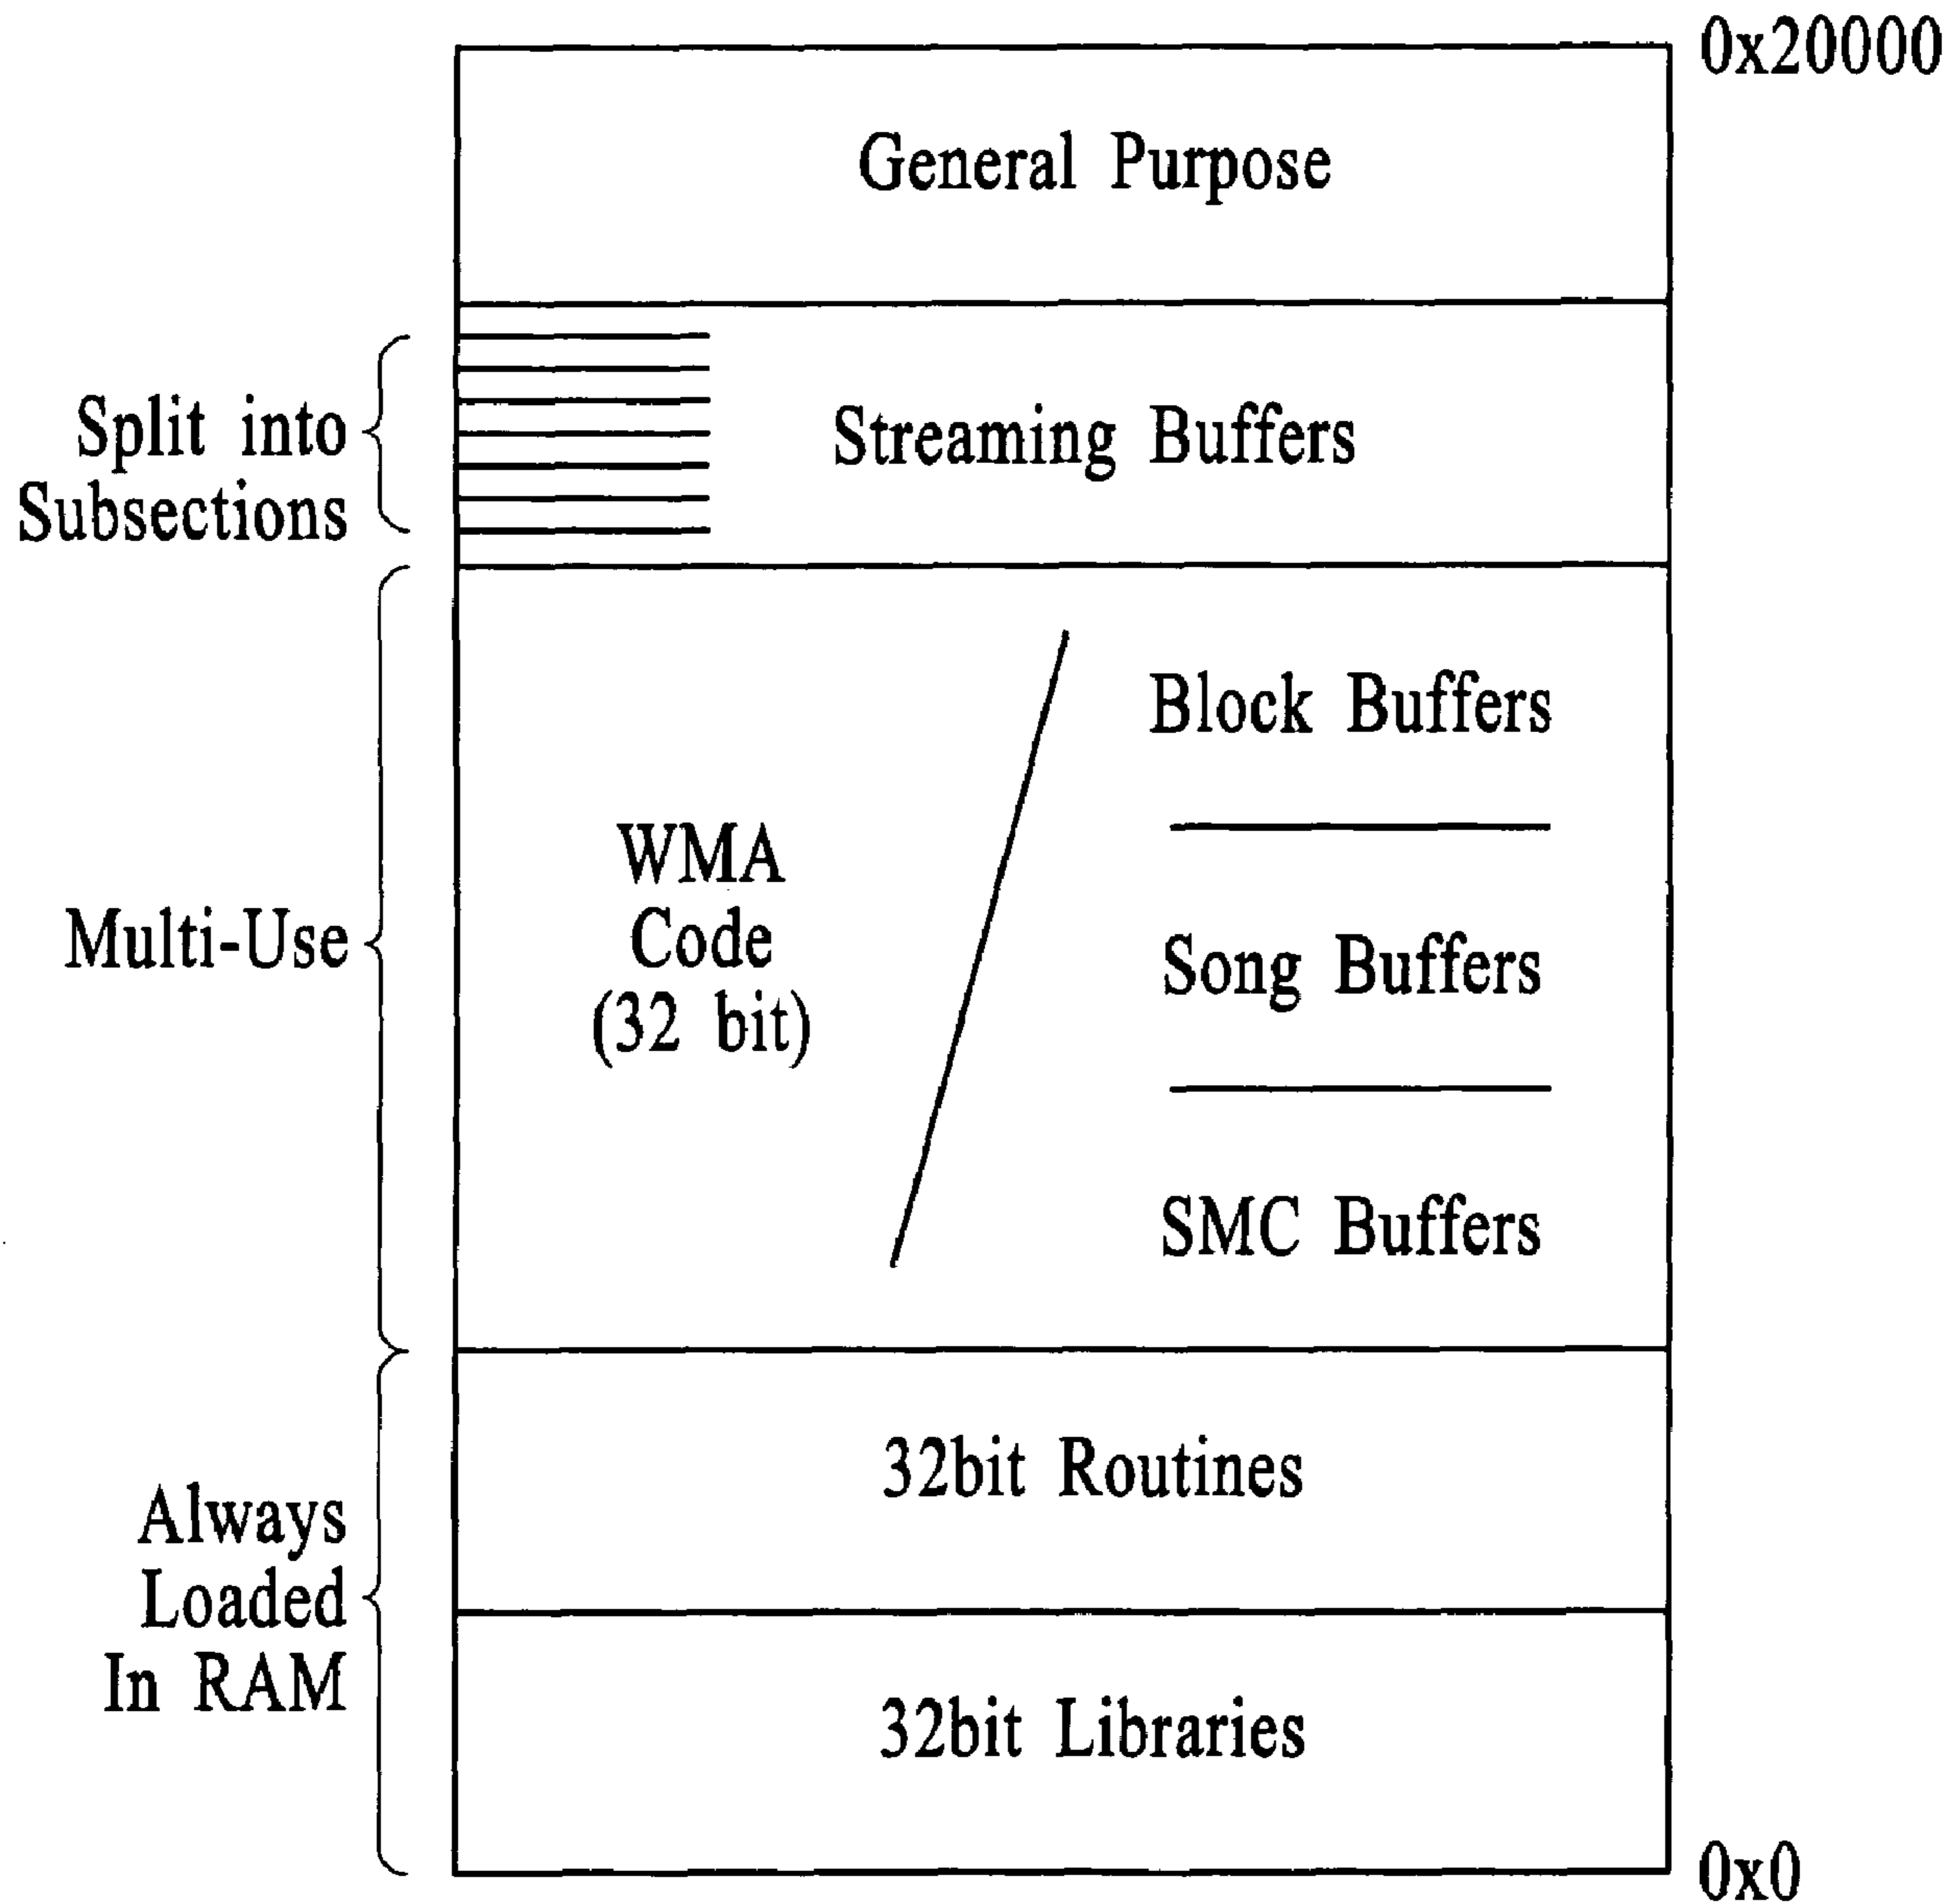 0x20000
General Purpose
Split into
Subsections
Streaming Buffers
Multi-Use
WMA
Code
(32 bit)
Block Buffers
Song Buffers
SMC Buffers
Always
Loaded
In RAM
32bit Routines
32bit Libraries
0x0